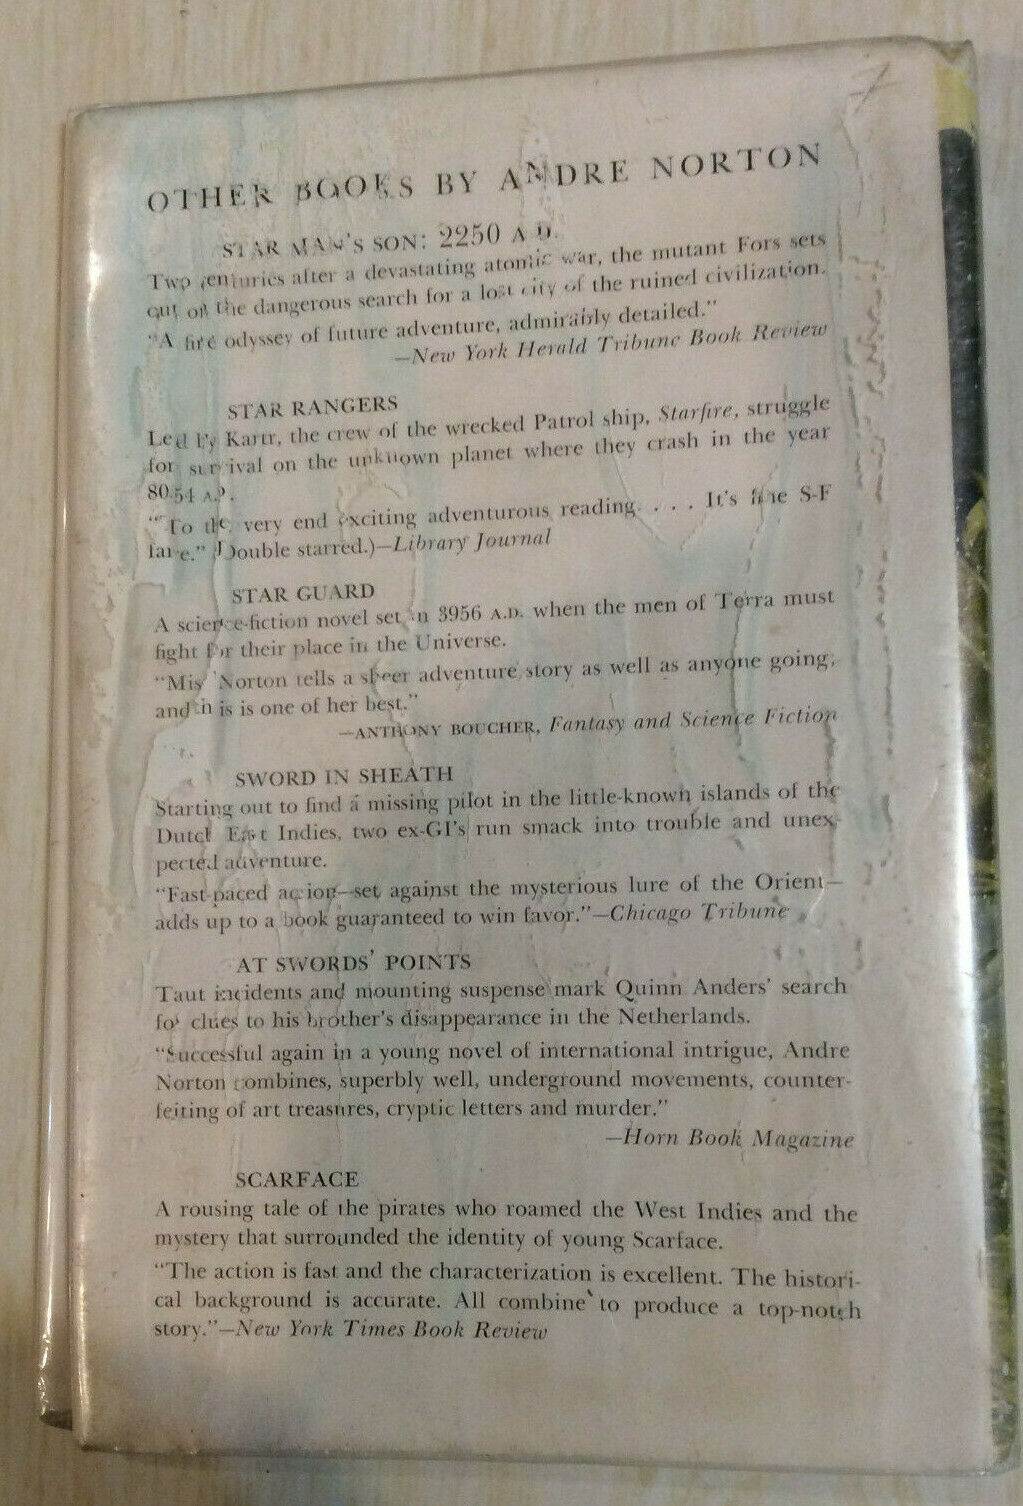 OTHER BOOKS BY ANDRE NORTON
STAR MAN'S SON: 2250 A.D.
Two centuries after a devastating atomic war, the mutant Fors sets
out on the dangerous search for a lost city of the ruined civilization.
"A fine odyssey of future adventure, admirably detailed."
—New York Herald Tribune Book Review
STAR RANGERS
Led by Kartr, the crew of the wrecked Patrol ship, Starfire, struggle
for survival on the unknown planet where they crash in the year
8054 A.D.
"To the very end exciting adventurous reading. . . . It's fine S-F
fare." (Double starred.)—Library Journal
STAR GUARD
A science-fiction novel set in 3956 A.D. when the men of Terra must
fight for their place in the Universe.
"Miss Norton tells a sheer adventure story as well as anyone going,
and this is one of her best."
—ANTHONY BOUCHER, Fantasy and Science Fiction
SWORD IN SHEATH
Starting out to find a missing pilot in the little-known islands of the
Dutch East Indies, two ex-GI's run smack into trouble and unex-
pected adventure.
"Fast-paced action—set against the mysterious lure of the Orient—
adds up to a book guaranteed to win favor."—Chicago Tribune
AT SWORDS' POINTS
Taut incidents and mounting suspense mark Quinn Anders' search
for clues to his brother's disappearance in the Netherlands.
"Successful again in a young novel of international intrigue, Andre
Norton combines, superbly well, underground movements, counter-
feiting of art treasures, cryptic letters and murder."
—Horn Book Magazine
SCARFACE
A rousing tale of the pirates who roamed the West Indies and the
mystery that surrounded the identity of young Scarface.
"The action is fast and the characterization is excellent. The histori-
cal background is accurate. All combine to produce a top-notch
story."—New York Times Book Review